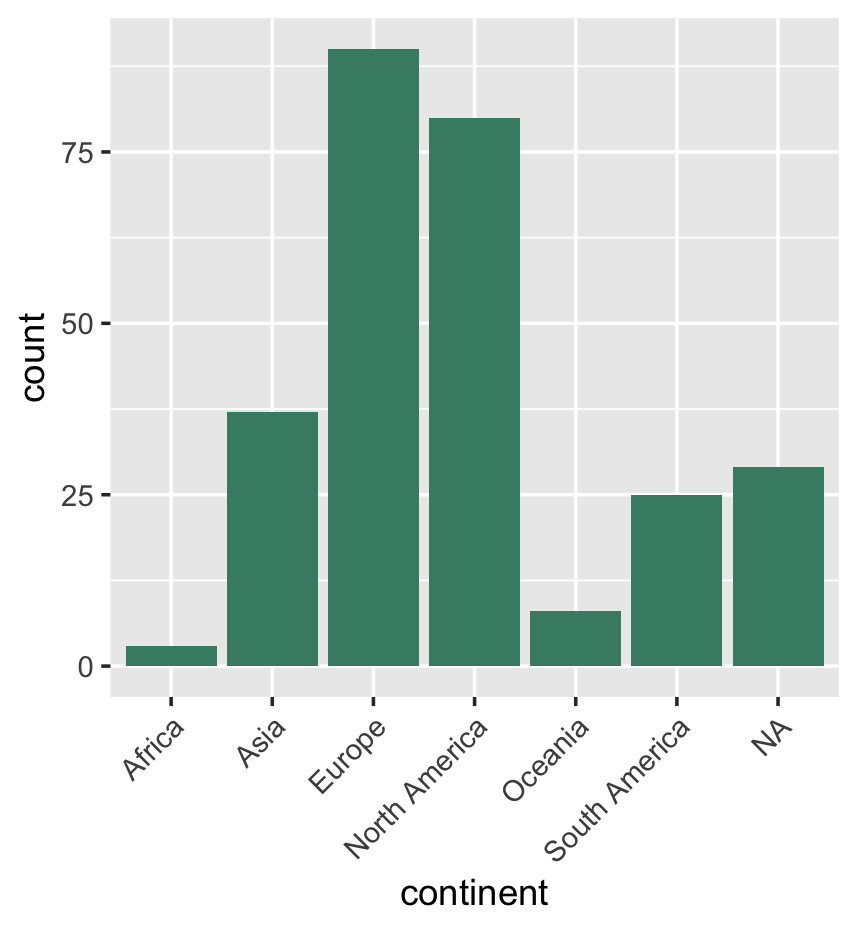 75
50
25
0
count
Africa
Asia
Europe
North America
Oceania
South America
NA
continent